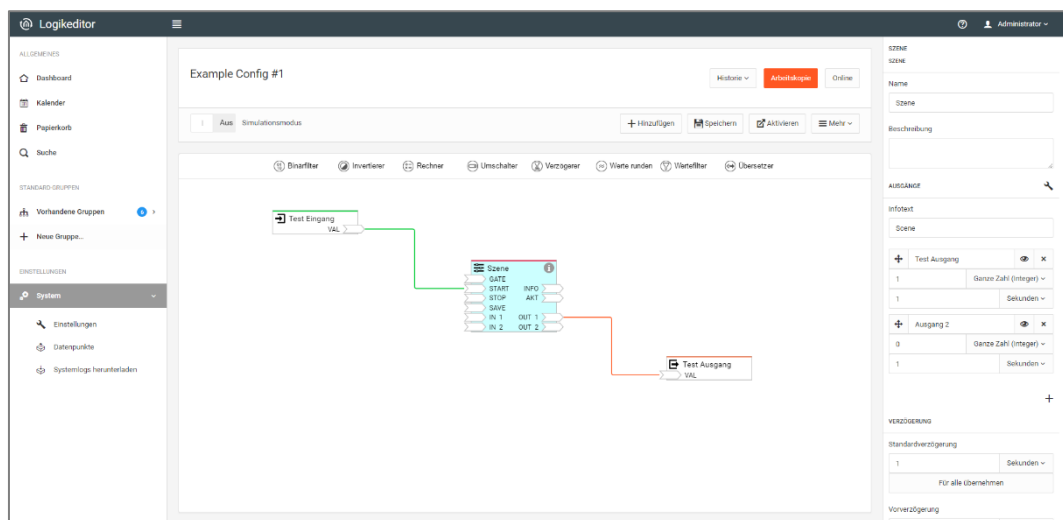 Logikeditor
Administrator
ALLGEMEINES
Dashboard
Kalender
Papierkorb
Suche
STANDARD GRUPPEN
Vorhandene Gruppen 6
Neue Gruppe...
EINSTELLUNGEN
System
Einstellungen
Datenpunkte
Systemlogs herunterladen
Example Config #1
Historie
Arbeitskopie
Online
Aus Simulationsmodus
Hinzufügen
Speichern
Aktivieren
Mehr
Binärfilter
Invertierer
Rechner
Umschalter
Verzögerer
Werte runden
Wertefilter
Übersetzer
Test Eingang
VAL
Szene
GATE
START INFO
STOP AKT
SAVE
IN 1 OUT 1
IN 2 OUT 2
Test Ausgang
VAL
SZENE
SZENE
Name
Szene
Beschreibung
AUSGÄNGE
Infotext
Scene
Test Ausgang
1 Ganze Zahl (Integer)
1 Sekunden
Ausgang 2
0 Ganze Zahl (Integer)
1 Sekunden
VERZÖGERUNG
Standardverzögerung
1 Sekunden
Für alle übernehmen
Vorverzögerung